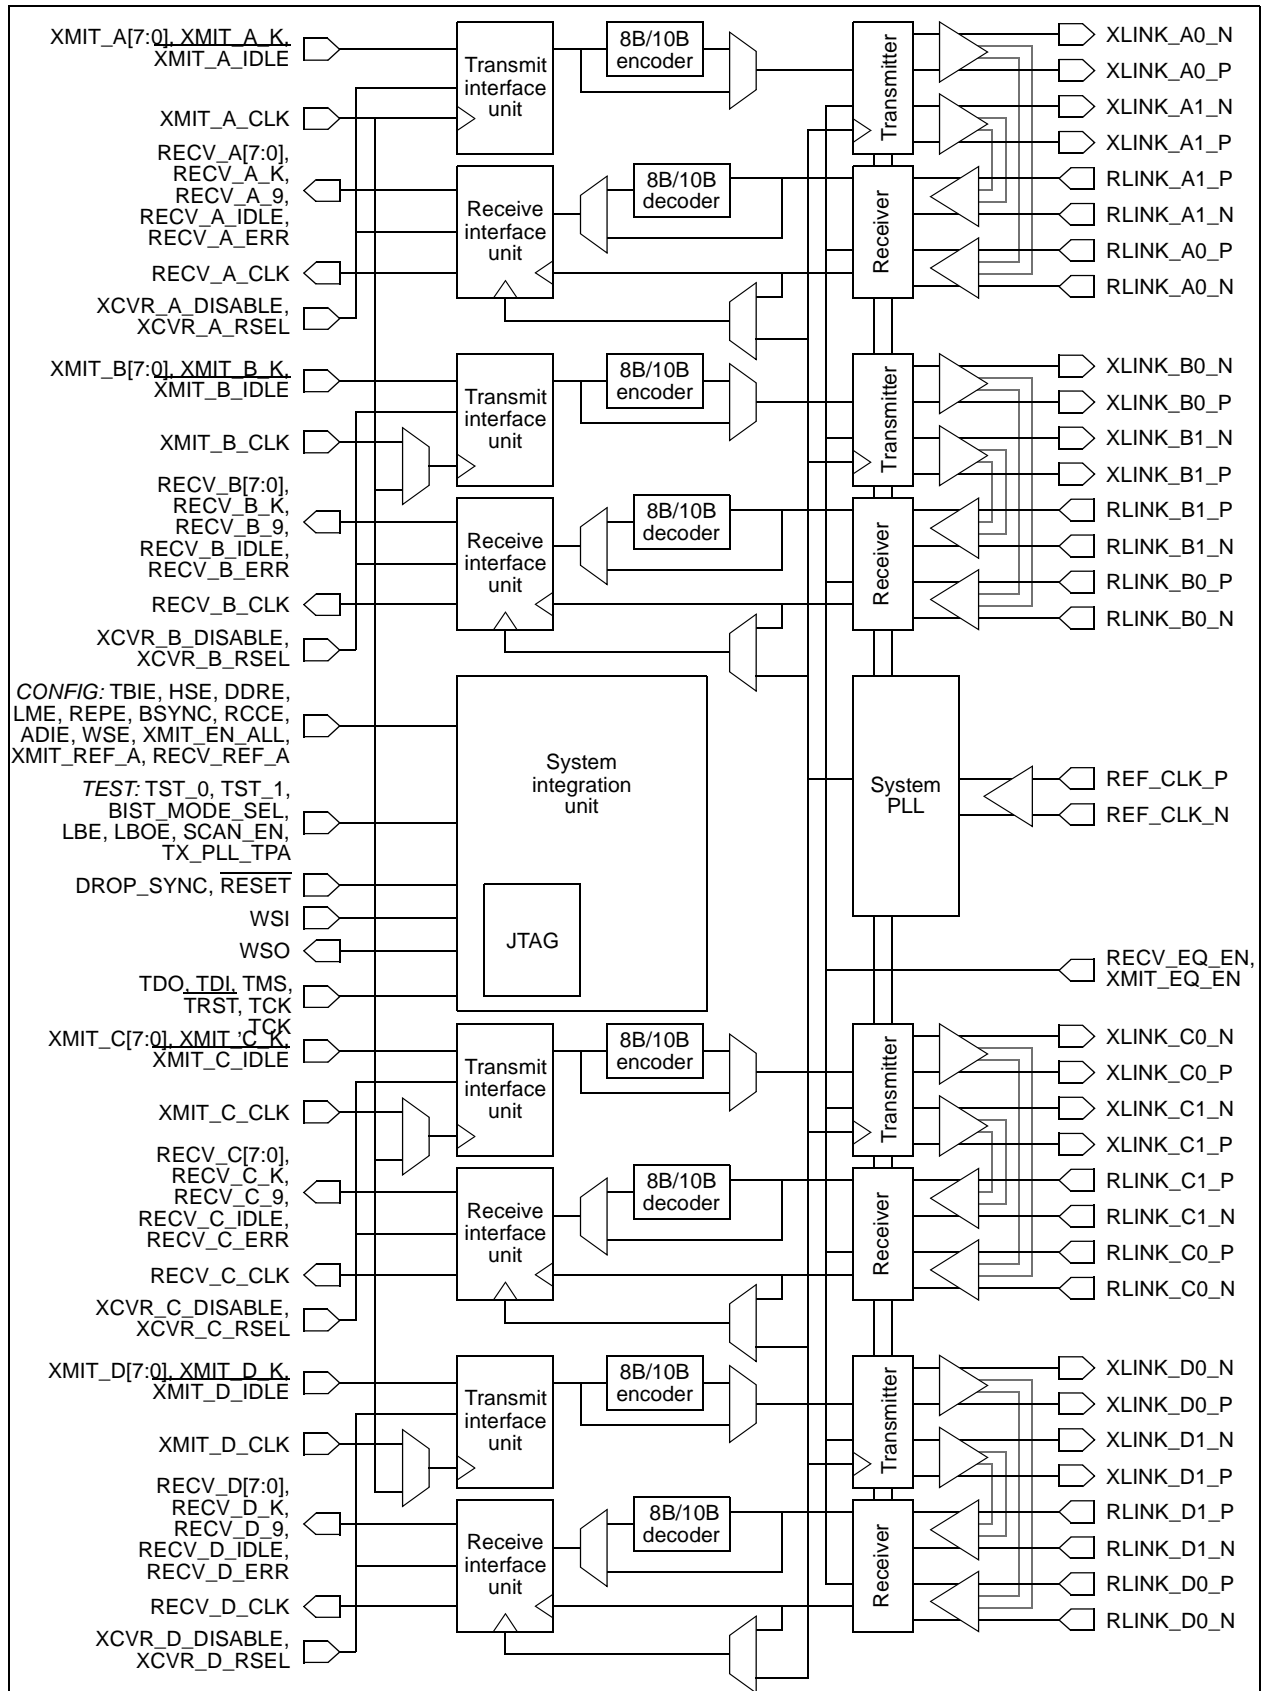 XMIT_A[7:0], XMIT_A_K,
XMIT_A_IDLE
XMIT_A_CLK
RECV_A[7:0],
RECV_A_K,
RECV_A_9,
RECV_A_IDLE,
RECV_A_ERR
RECV_A_CLK
XCVR_A_DISABLE,
XCVR_A_RSEL
Transmit
interface
unit
8B/10B
encoder
Receive
interface
unit
8B/10B
decoder
Transmitter
Receiver
XLINK_A0_N
XLINK_A0_P
XLINK_A1_N
XLINK_A1_P
RLINK_A1_P
RLINK_A1_N
RLINK_A0_P
RLINK_A0_N
XMIT_B[7:0], XMIT_B_K,
XMIT_B_IDLE
XMIT_B_CLK
RECV_B[7:0],
RECV_B_K,
RECV_B_9,
RECV_B_IDLE,
RECV_B_ERR
RECV_B_CLK
XCVR_B_DISABLE,
XCVR_B_RSEL
Transmit
interface
unit
8B/10B
encoder
Receive
interface
unit
8B/10B
decoder
Transmitter
Receiver
XLINK_B0_N
XLINK_B0_P
XLINK_B1_N
XLINK_B1_P
RLINK_B1_P
RLINK_B1_N
RLINK_B0_P
RLINK_B0_N
CONFIG: TBIE, HSE, DDRE,
LME, REPE, BSYNC, RCCE,
ADIE, WSE, XMIT_EN_ALL,
XMIT_REF_A, RECV_REF_A
TEST: TST_0, TST_1,
BIST_MODE_SEL,
LBE, LBOE, SCAN_EN,
TX_PLL_TPA
DROP_SYNC, RESET
WSI
WSO
TDO, TDI, TMS,
TRST, TCK
, TCK
System
integration
unit
JTAG
System
PLL
REF_CLK_P
REF_CLK_N
RECV_EQ_EN,
XMIT_EQ_EN
XMIT_C[7:0], XMIT_C_K,
XMIT_C_IDLE
XMIT_C_CLK
RECV_C[7:0],
RECV_C_K,
RECV_C_9,
RECV_C_IDLE,
RECV_C_ERR
RECV_C_CLK
XCVR_C_DISABLE,
XCVR_C_RSEL
Transmit
interface
unit
8B/10B
encoder
Receive
interface
unit
8B/10B
decoder
Transmitter
Receiver
XLINK_C0_N
XLINK_C0_P
XLINK_C1_N
XLINK_C1_P
RLINK_C1_P
RLINK_C1_N
RLINK_C0_P
RLINK_C0_N
XMIT_D[7:0], XMIT_D_K,
XMIT_D_IDLE
XMIT_D_CLK
RECV_D[7:0],
RECV_D_K,
RECV_D_9,
RECV_D_IDLE,
RECV_D_ERR
RECV_D_CLK
XCVR_D_DISABLE,
XCVR_D_RSEL
Transmit
interface
unit
8B/10B
encoder
Receive
interface
unit
8B/10B
decoder
Transmitter
Receiver
XLINK_D0_N
XLINK_D0_P
XLINK_D1_N
XLINK_D1_P
RLINK_D1_P
RLINK_D1_N
RLINK_D0_P
RLINK_D0_N